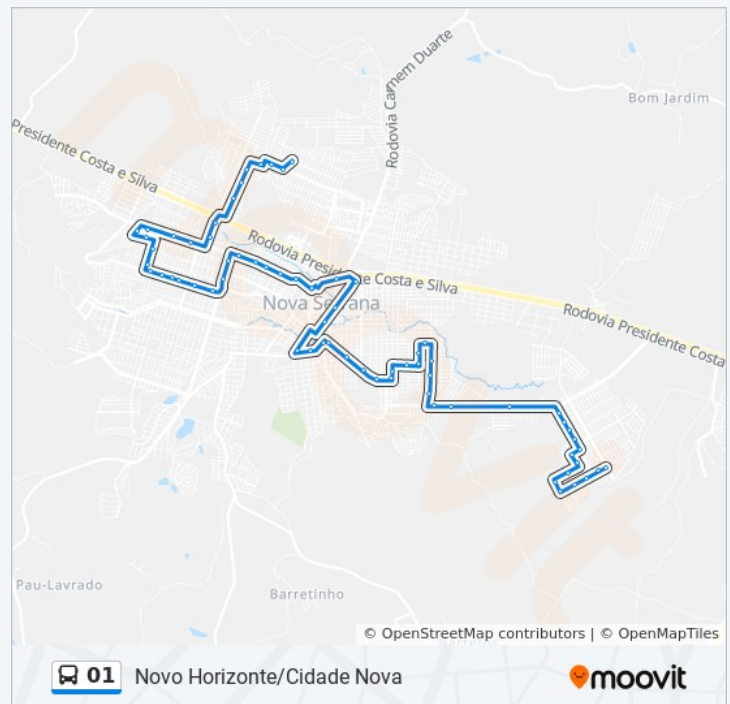 Rodovia Carmem Duarte
Bom Jardim
Presidente Costa e Silva
Rodovia Presidente Costa e Silva
Nova Serrana
Rodovia Presidente Costa
Pau-Lavrado
Barretinho
© OpenStreetMap contributors | © OpenMapTiles
01 Novo Horizonte/Cidade Nova
moovit